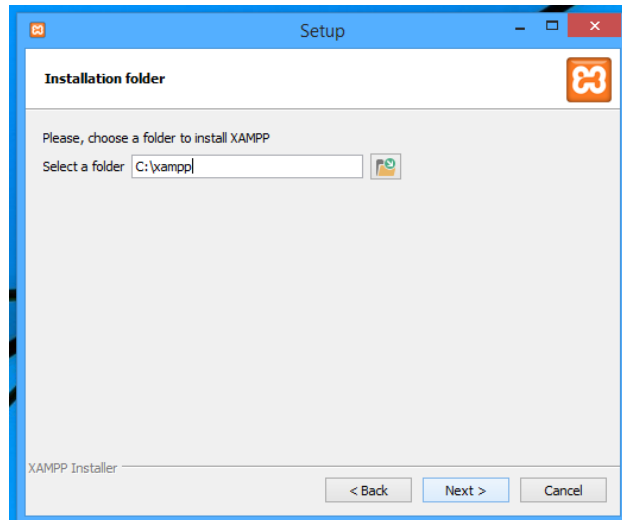 Setup
Installation folder
Please, choose a folder to install XAMPP
Select a folder C:\xampp
XAMPP Installer
< Back Next > Cancel